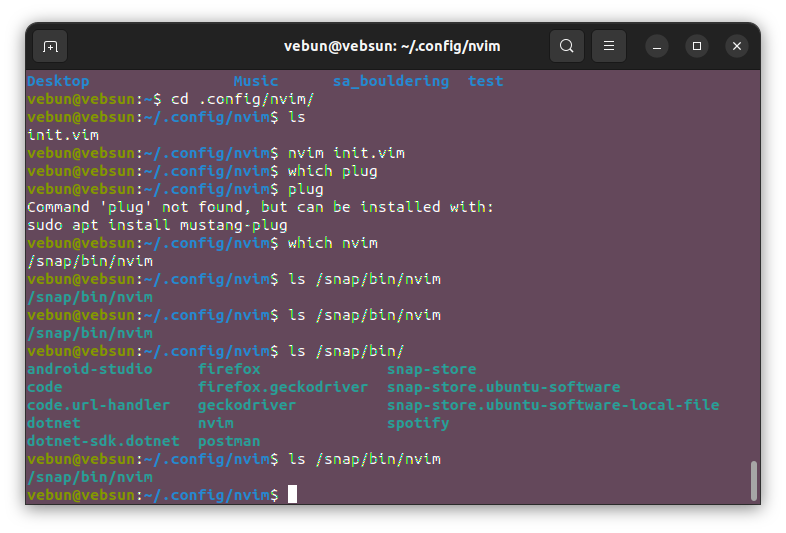 vebun@vebsun: ~/.config/nvim
Desktop Music sa_bouldering test
vebun@vebsun:~$ cd .config/nvim/
vebun@vebsun:~/.config/nvim$ ls
init.vim
vebun@vebsun:~/.config/nvim$ nvim init.vim
vebun@vebsun:~/.config/nvim$ which plug
vebun@vebsun:~/.config/nvim$ plug
Command 'plug' not found, but can be installed with:
sudo apt install mustang-plug
vebun@vebsun:~/.config/nvim$ which nvim
/snap/bin/nvim
vebun@vebsun:~/.config/nvim$ ls /snap/bin/nvim
/snap/bin/nvim
vebun@vebsun:~/.config/nvim$ ls /snap/bin/nvim
/snap/bin/nvim
vebun@vebsun:~/.config/nvim$ ls /snap/bin/
android-studio firefox snap-store
code firefox.geckodriver snap-store.ubuntu-software
code.url-handler geckodriver snap-store.ubuntu-software-local-file
dotnet nvim spotify
dotnet-sdk.dotnet postman
vebun@vebsun:~/.config/nvim$ ls /snap/bin/nvim
/snap/bin/nvim
vebun@vebsun:~/.config/nvim$